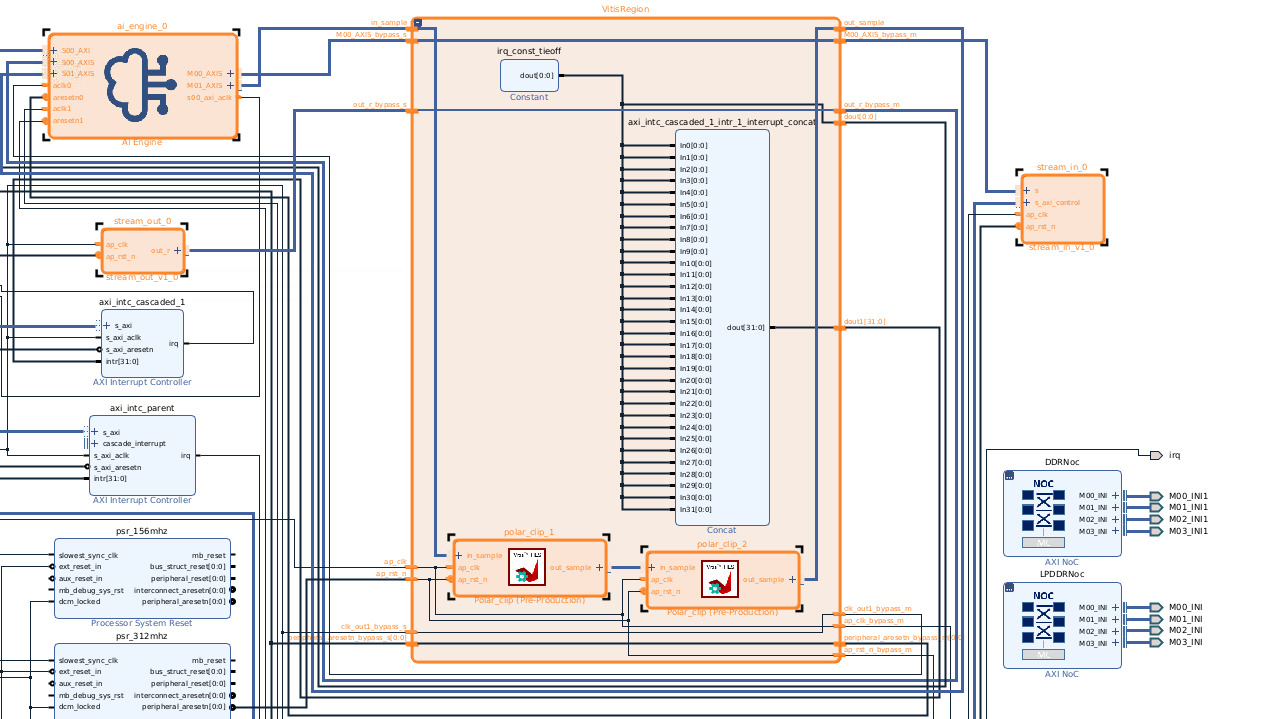 VitisRegion
ai_engine_0
S00_AXI
S00_AXIS
S01_AXIS
aclk0
aresetn0
aclk1
aresetn1
M00_AXIS
M01_AXIS
s00_axi_aclk
AI Engine
in_sample
M00_AXIS_bypass_s
out_r_bypass_s
out_sample
M00_AXIS_bypass_m
out_r_bypass_m
dout[0:0]
irq_const_tieoff
dout[0:0]
Constant
axi_intc_cascaded_1_intr_1_interrupt_concat
In0[0:0]
In1[0:0]
In2[0:0]
In3[0:0]
In4[0:0]
In5[0:0]
In6[0:0]
In7[0:0]
In8[0:0]
In9[0:0]
In10[0:0]
In11[0:0]
In12[0:0]
In13[0:0]
In14[0:0]
In15[0:0]
In16[0:0]
In17[0:0]
In18[0:0]
In19[0:0]
In20[0:0]
In21[0:0]
In22[0:0]
In23[0:0]
In24[0:0]
In25[0:0]
In26[0:0]
In27[0:0]
In28[0:0]
In29[0:0]
In30[0:0]
In31[0:0]
dout[31:0]
Concat
dout1[31:0]
stream_in_0
s
s_axi_control
ap_clk
ap_rst_n
stream_in_v1_0
stream_out_0
ap_clk
ap_rst_n
out_r
stream_out_v1_0
axi_intc_cascaded_1
s_axi
s_axi_aclk
s_axi_aresetn
intr[31:0]
irq
AXI Interrupt Controller
axi_intc_parent
s_axi
cascade_interrupt
s_axi_aclk
s_axi_aresetn
intr[31:0]
irq
AXI Interrupt Controller
psr_156mhz
slowest_sync_clk
ext_reset_in
aux_reset_in
mb_debug_sys_rst
dcm_locked
mb_reset
bus_struct_reset[0:0]
peripheral_reset[0:0]
interconnect_aresetn[0:0]
peripheral_aresetn[0:0]
Processor System Reset
psr_312mhz
slowest_sync_clk
ext_reset_in
aux_reset_in
mb_debug_sys_rst
dcm_locked
mb_reset
bus_struct_reset[0:0]
peripheral_reset[0:0]
interconnect_aresetn[0:0]
peripheral_aresetn[0:0]
ap_clk
ap_rst_n
clk_out1_bypass_s
peripheral_aresetn_bypass_s[0:0]
polar_clip_1
in_sample
ap_clk
ap_rst_n
out_sample
Polar_clip (Pre-Production)
polar_clip_2
in_sample
ap_clk
ap_rst_n
out_sample
Polar_clip (Pre-Production)
clk_out1_bypass_m
ap_clk_bypass_m
ap_rst_n_bypass_m
irq
DDRNoc
NOC
MC
M00_INI
M01_INI
M02_INI
M03_INI
M00_INI1
M01_INI1
M02_INI1
M03_INI1
AXI NoC
LPDDRNoc
NOC
MC
M00_INI
M01_INI
M02_INI
M03_INI
M00_INI
M01_INI
M02_INI
M03_INI
AXI NoC